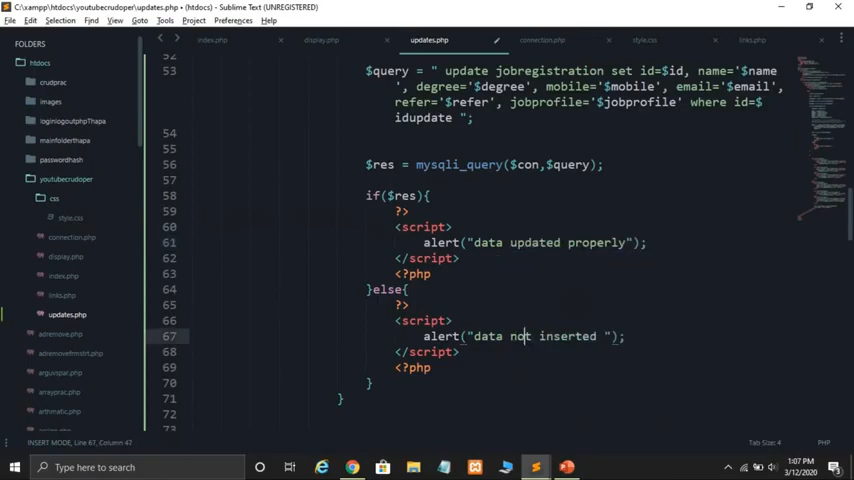 C:\xampp\htdocs\youtubecrudoper\updates.php • (htdocs) - Sublime Text (UNREGISTERED)
File Edit Selection Find View Goto Tools Project Preferences Help
FOLDERS
htdocs
crudprac
images
loginlogoutphpThapa
mainfolderthapa
passwordhash
youtubecrudoper
css
style.css
connection.php
display.php
index.php
links.php
updates.php
adremove.php
adremovefrmstrt.php
arguvspar.php
arrayprac.php
arthmatic.php
index.php
display.php
updates.php
connection.php
style.css
links.php
52
53 $query = " update jobregistration set id=$id, name='$name
', degree='$degree', mobile='$mobile', email='$email',
refer='$refer', jobprofile='$jobprofile' where id=$
idupdate ";
54
55
56 $res = mysqli_query($con,$query);
57
58 if($res){
59 ?>
60 <script>
61 alert("data updated properly");
62 </script>
63 <?php
64 }else{
65 ?>
66 <script>
67 alert("data not inserted ");
68 </script>
69 <?php
70 }
71 }
72
73
INSERT MODE, Line 67, Column 47
Tab Size: 4
PHP
Type here to search
1:07 PM
3/12/2020
3